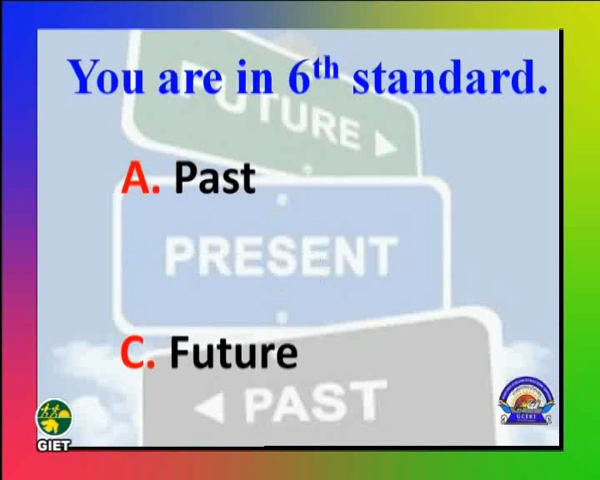 You are in 6th standard.
FUTURE
A. Past
PRESENT
C. Future
PAST
GIET